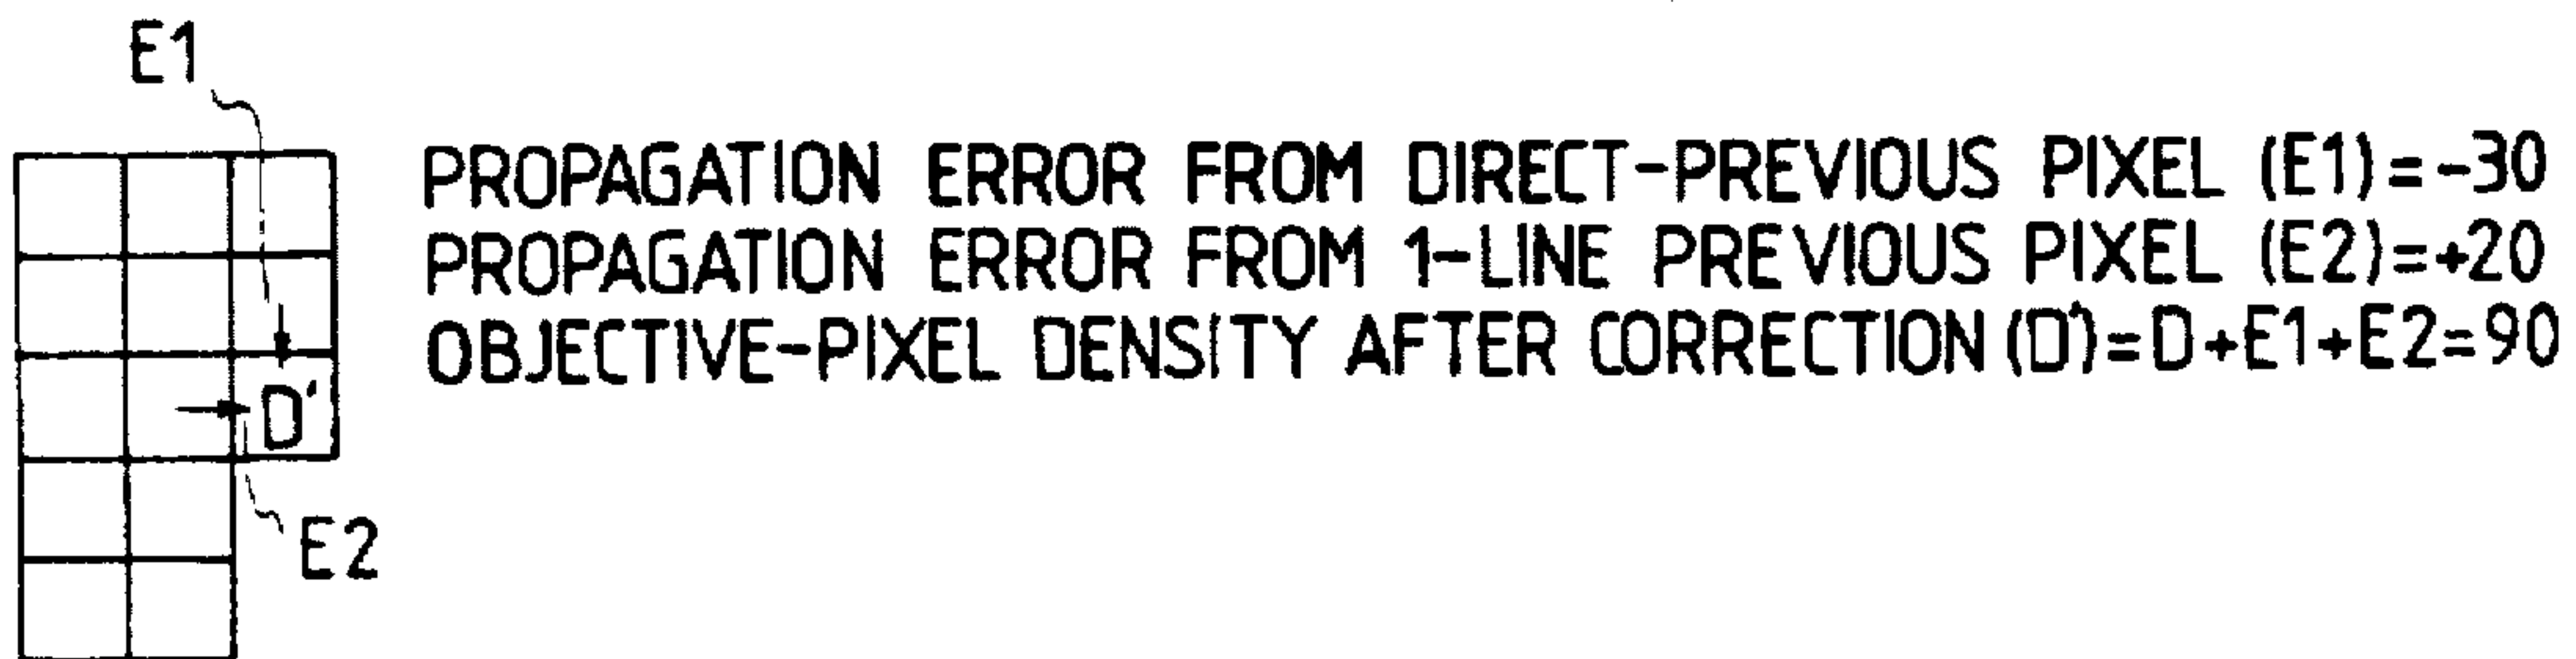 E1
PROPAGATION ERROR FROM DIRECT-PREVIOUS PIXEL (E1)=-30
PROPAGATION ERROR FROM 1-LINE PREVIOUS PIXEL (E2)=+20
OBJECTIVE-PIXEL DENSITY AFTER CORRECTION (D')=D+E1+E2=90
D'
E2